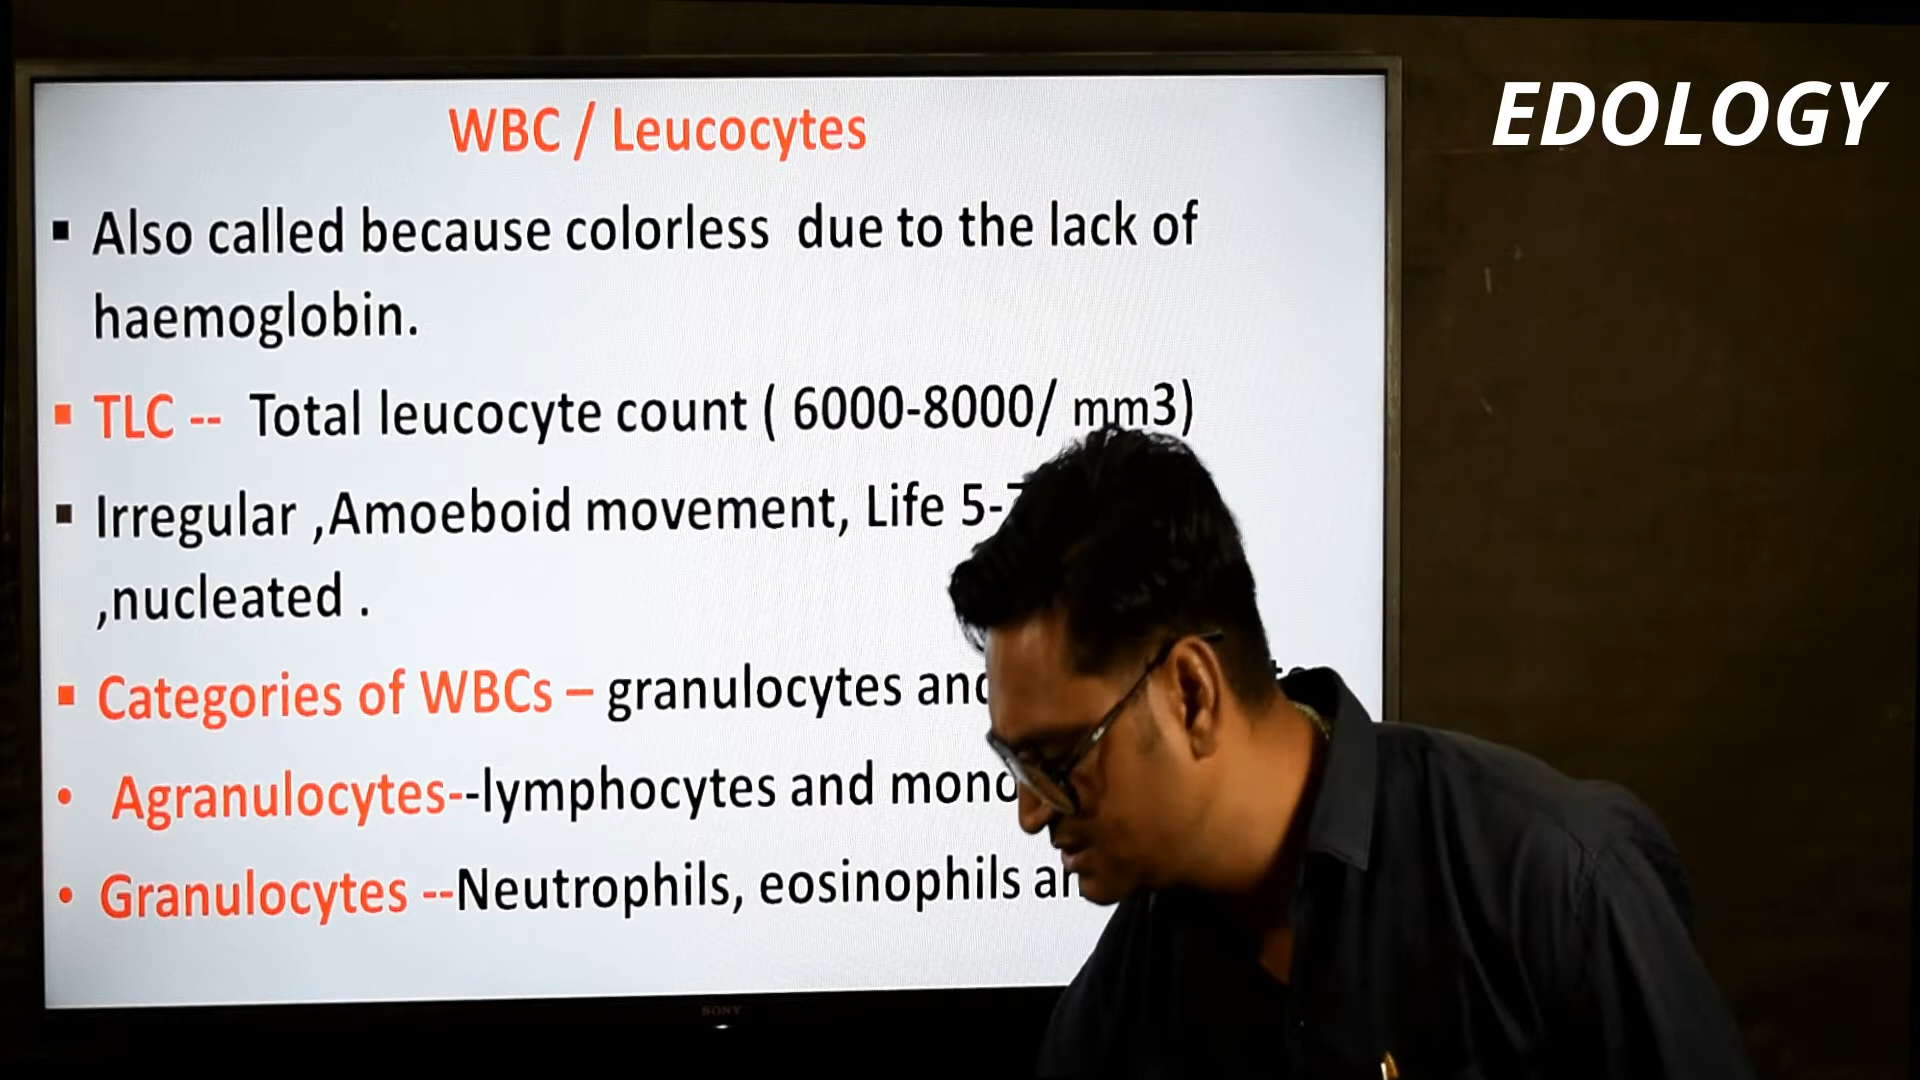 EDOLOGY
WBC / Leucocytes
▪ Also called because colorless due to the lack of
haemoglobin.
▪ TLC -- Total leucocyte count ( 6000-8000/ mm3)
▪ Irregular ,Amoeboid movement, Life 5-
,nucleated .
▪ Categories of WBCs – granulocytes and
• Agranulocytes--lymphocytes and mono
• Granulocytes --Neutrophils, eosinophils
SONY